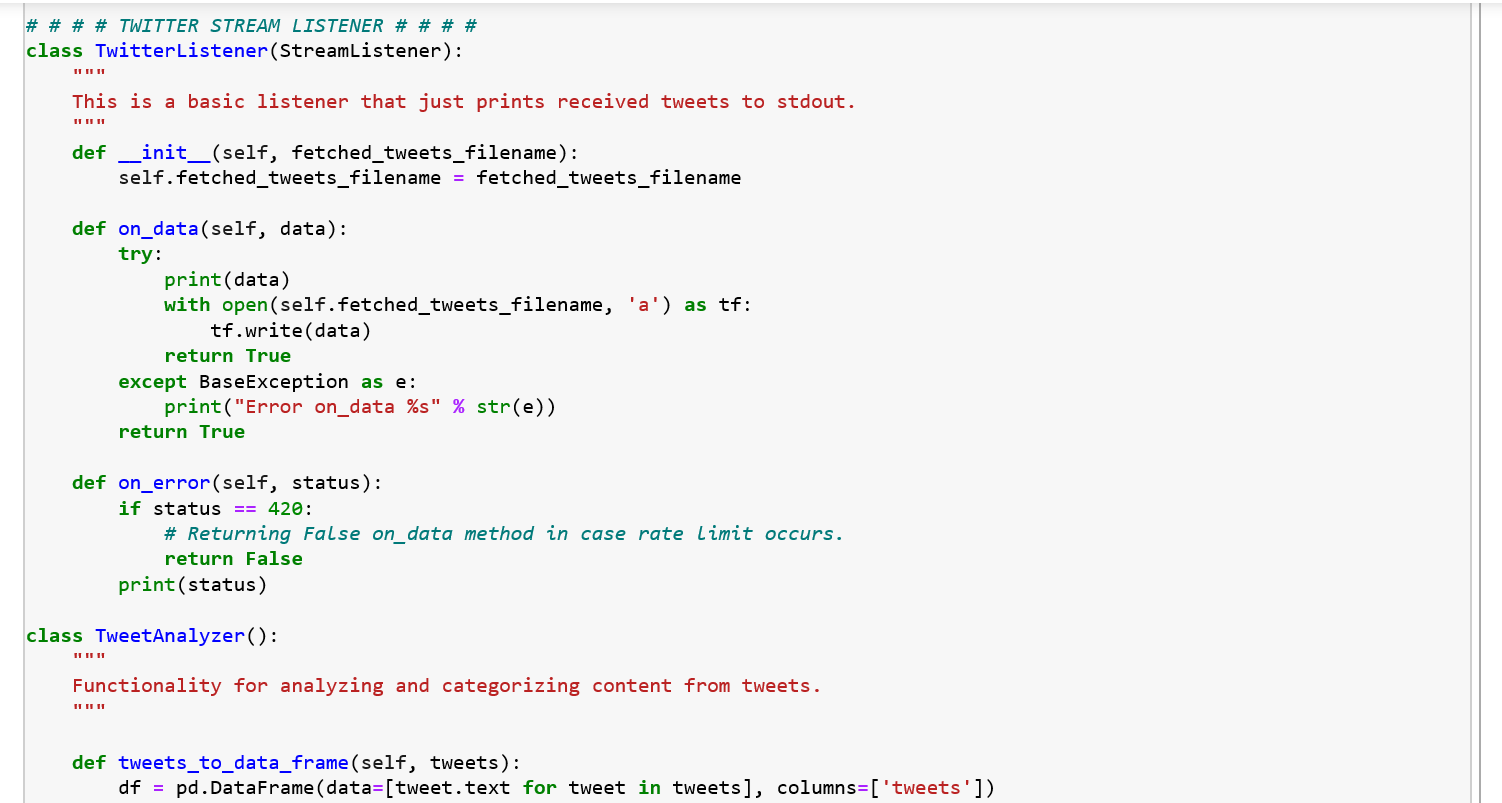 # # # # TWITTER STREAM LISTENER # # # #
class TwitterListener(StreamListener):
    """
    This is a basic listener that just prints received tweets to stdout.
    """
    def __init__(self, fetched_tweets_filename):
        self.fetched_tweets_filename = fetched_tweets_filename

    def on_data(self, data):
        try:
            print(data)
            with open(self.fetched_tweets_filename, 'a') as tf:
                tf.write(data)
            return True
        except BaseException as e:
            print("Error on_data %s" % str(e))
        return True

    def on_error(self, status):
        if status == 420:
            # Returning False on_data method in case rate limit occurs.
            return False
        print(status)

class TweetAnalyzer():
    """
    Functionality for analyzing and categorizing content from tweets.
    """

    def tweets_to_data_frame(self, tweets):
        df = pd.DataFrame(data=[tweet.text for tweet in tweets], columns=['tweets'])